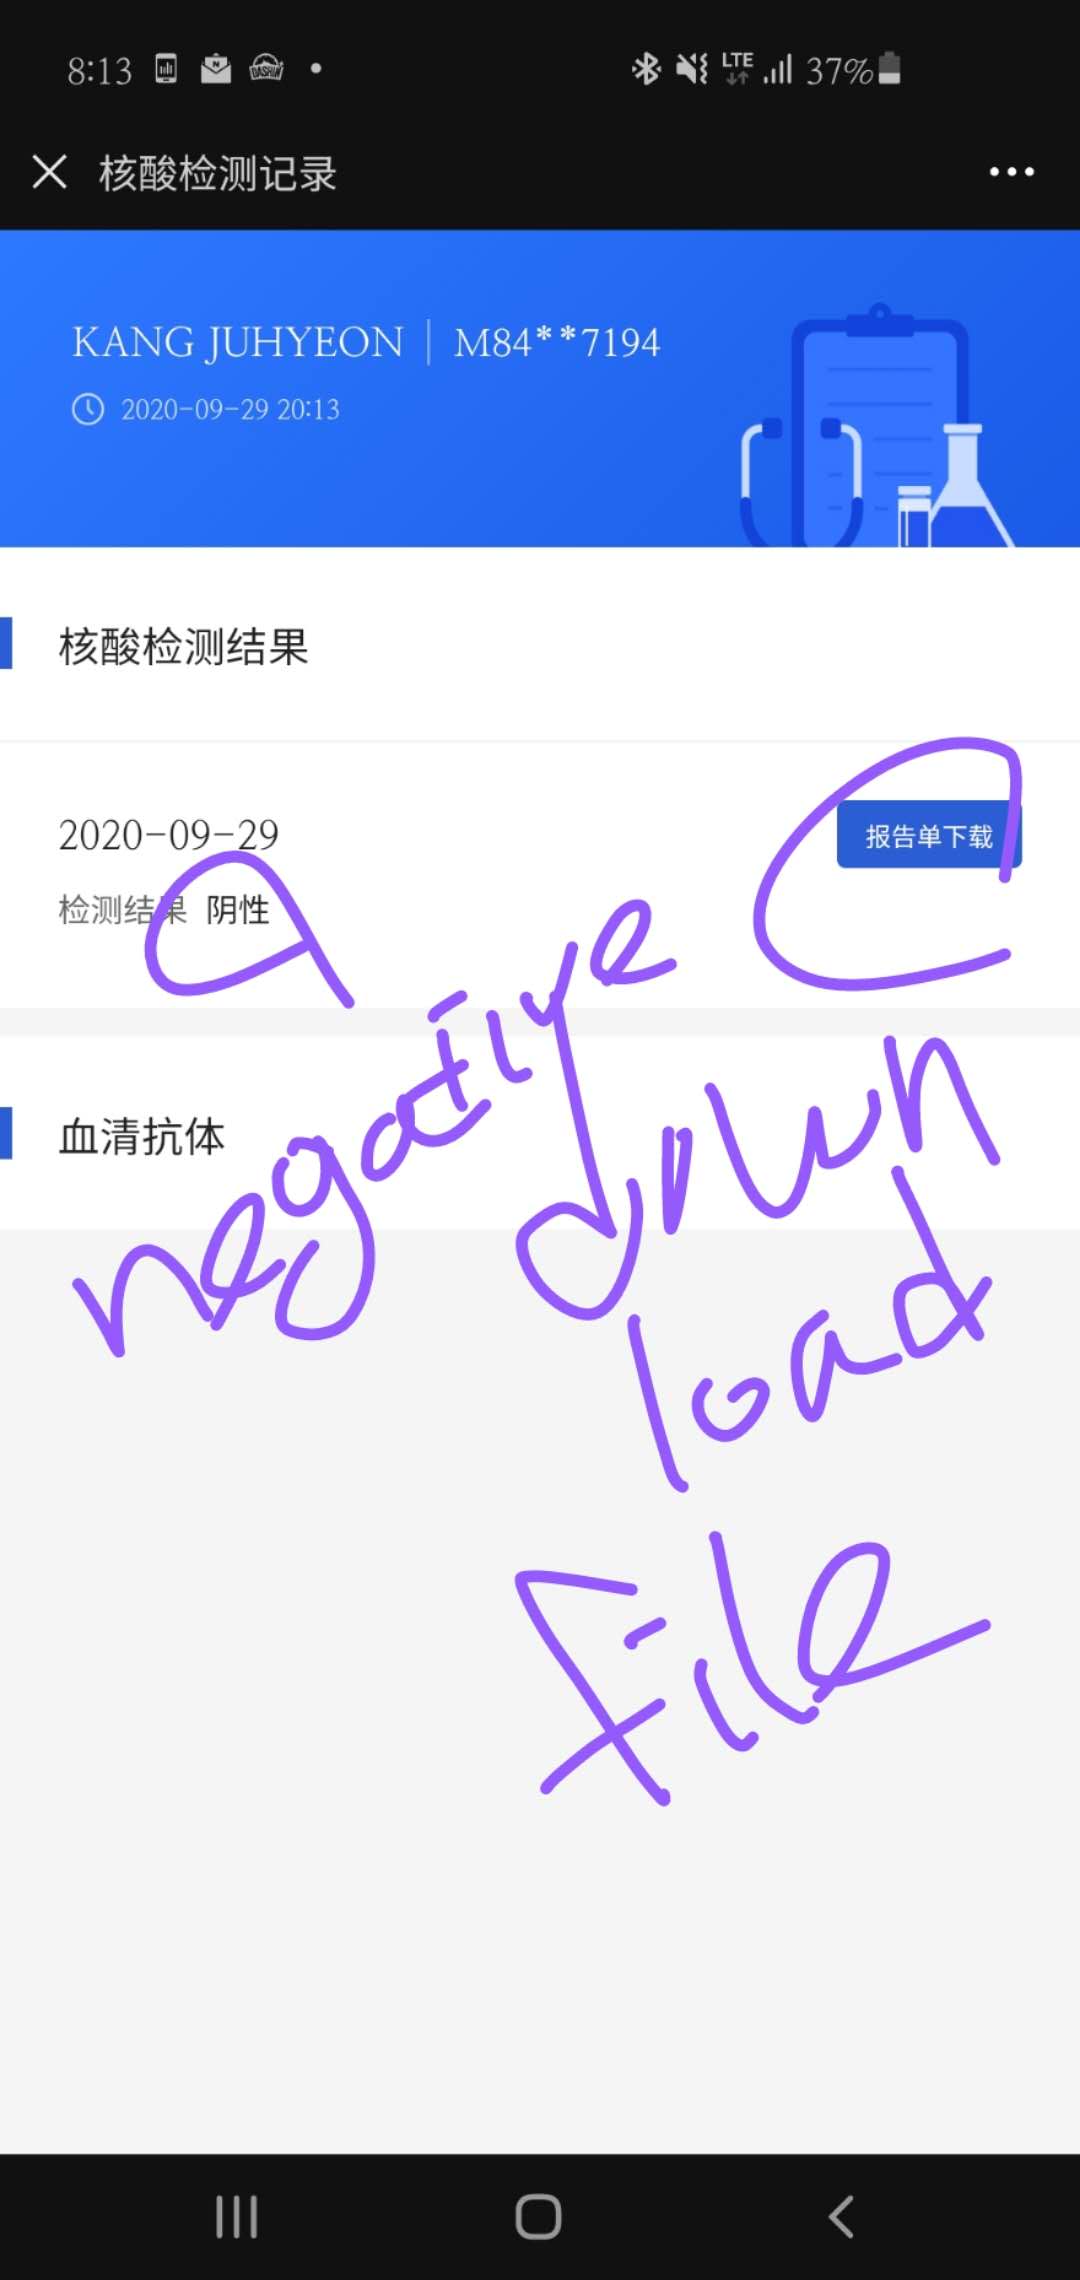 8:13 LTE 37%
核酸检测记录
KANG JUHYEON | M84**7194
2020-09-29 20:13
核酸检测结果
2020-09-29
报告单下载
检测结果 阴性
negative
血清抗体
down
load
File